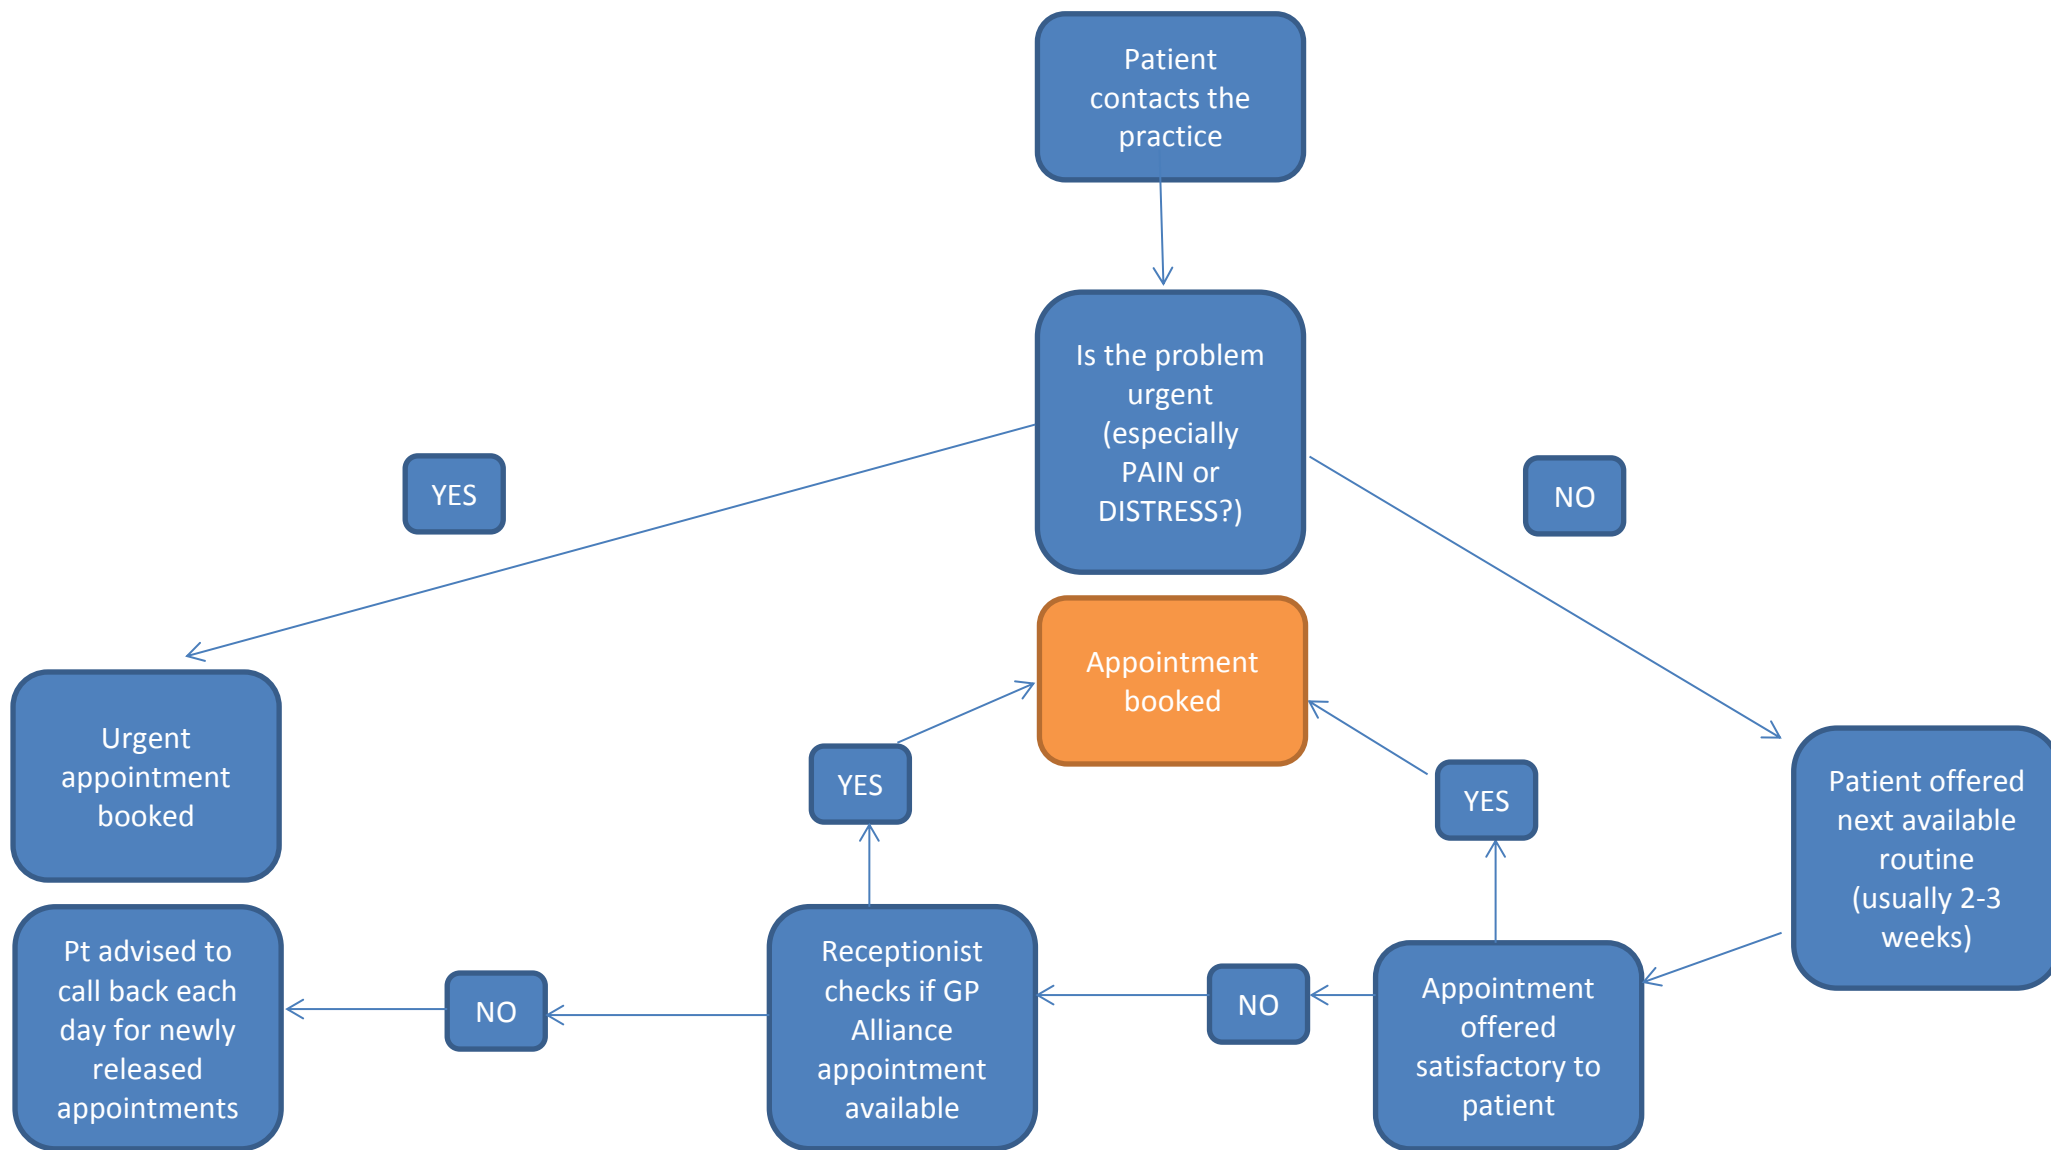 Patient
contacts the
practice
Is the problem
urgent
(especially
PAIN or
DISTRESS?)
YES
NO
Appointment
booked
Urgent
appointment
booked
YES
YES
Patient offered
next available
routine
(usually 2-3
weeks)
Pt advised to
call back each
day for newly
released
appointments
NO
Receptionist
checks if GP
Alliance
appointment
available
NO
Appointment
offered
satisfactory to
patient